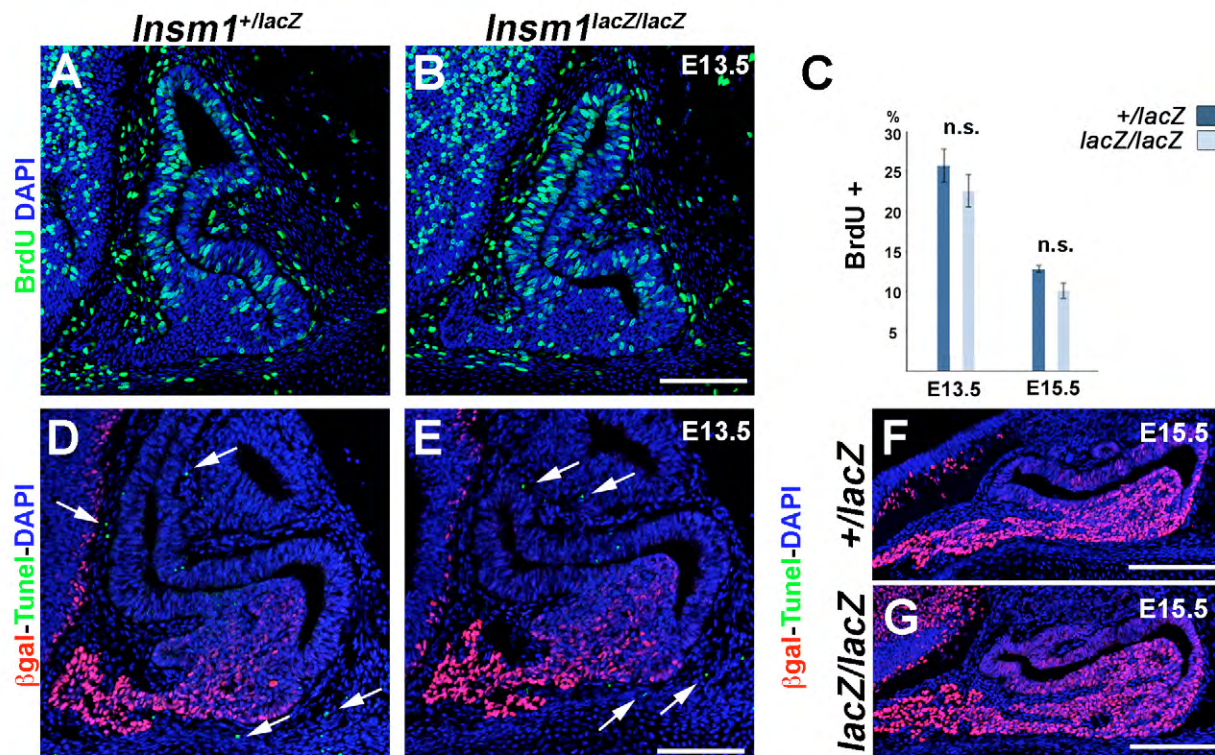 Insm1+/lacZ
Insm1lacZ/lacZ
A
B
E13.5
BrdU DAPI
C
+/lacZ
lacZ/lacZ
%
30
25
20
15
10
5
BrdU +
n.s.
n.s.
E13.5
E15.5
D
E
E13.5
βgal-Tunel-DAPI
F
E15.5
+/lacZ
G
E15.5
lacZ/lacZ
βgal-Tunel-DAPI